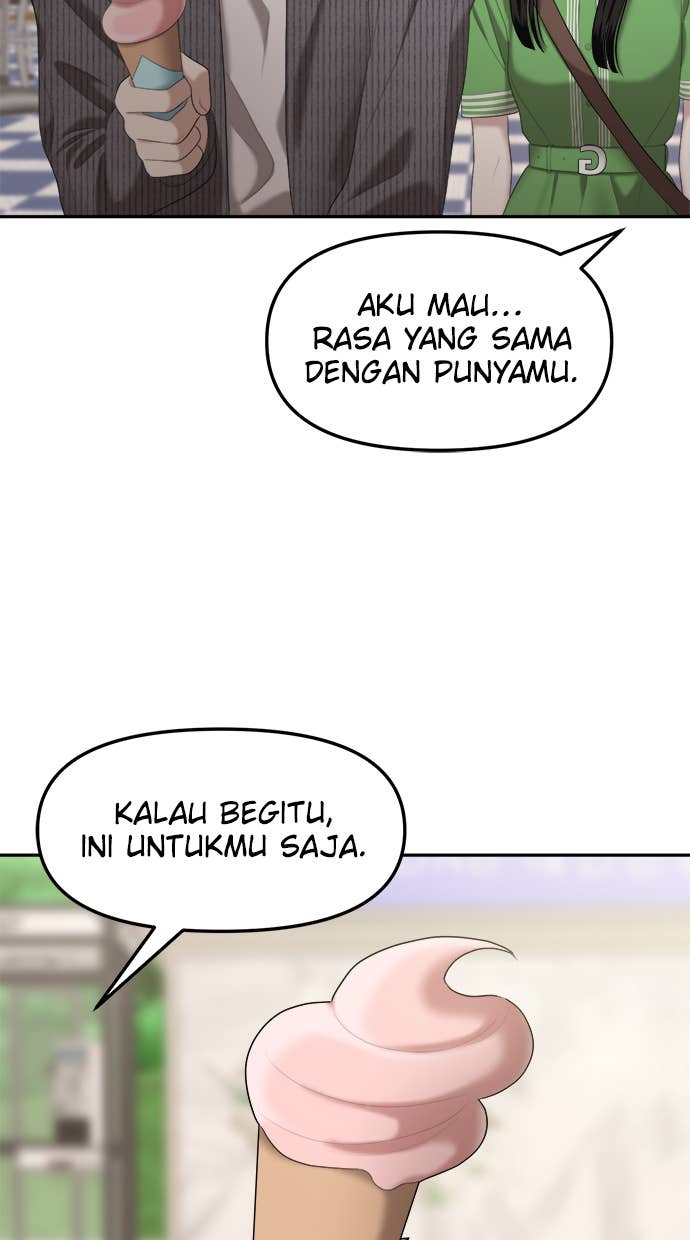 AKU MAU...
RASA YANG SAMA
DENGAN PUNYAMU.
KALAU BEGITU,
INI UNTUKMU SAJA.